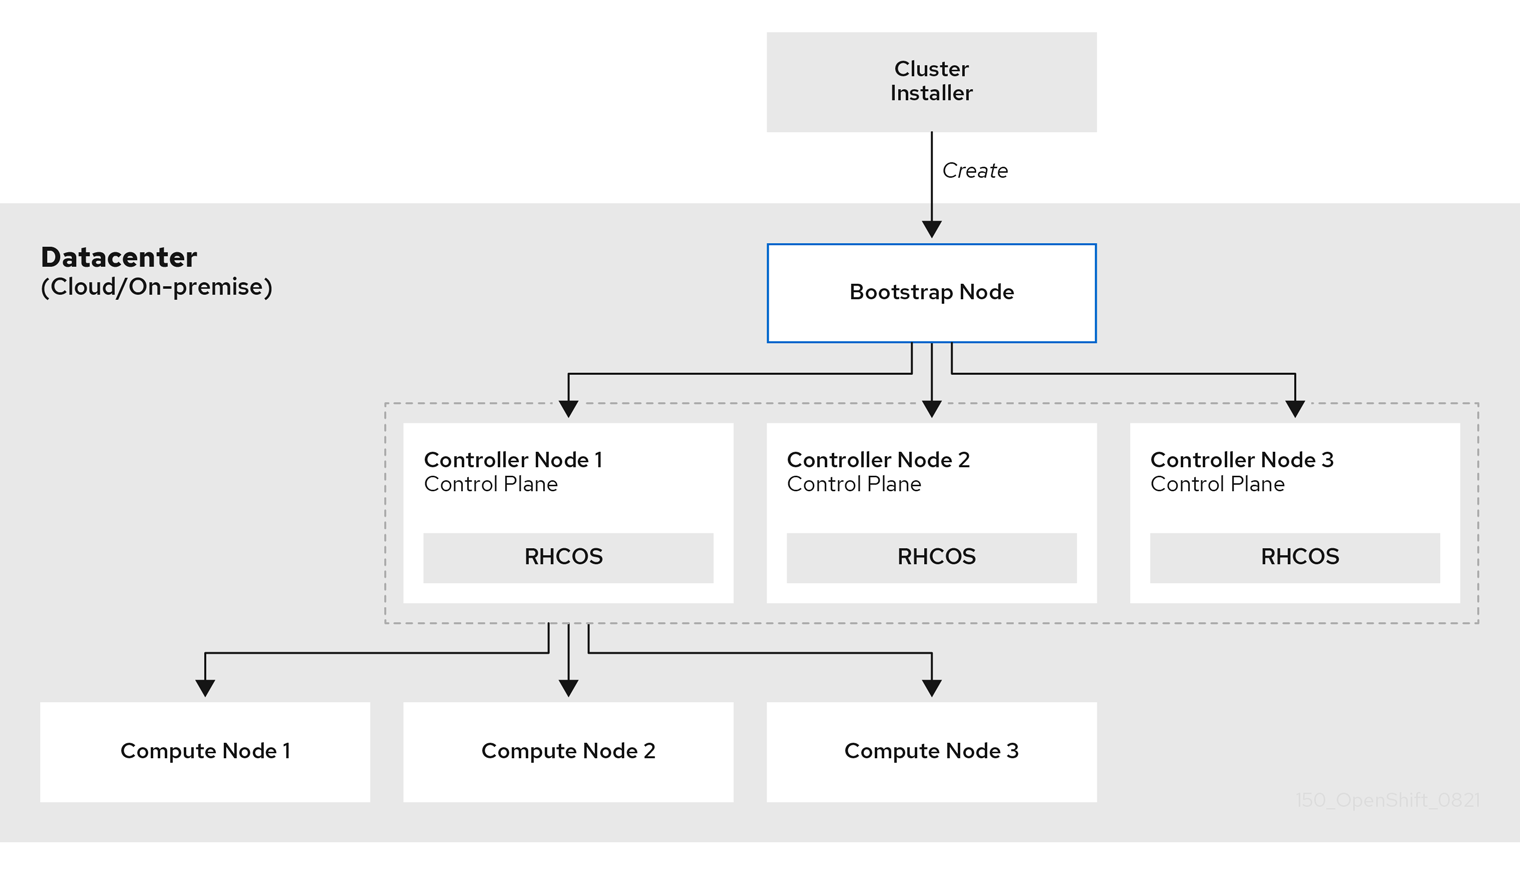 Cluster
Installer
Create
Datacenter
(Cloud/On-premise)
Bootstrap Node
Controller Node 1
Control Plane
RHCOS
Controller Node 2
Control Plane
RHCOS
Controller Node 3
Control Plane
RHCOS
Compute Node 1
Compute Node 2
Compute Node 3
150_OpenShift_0821